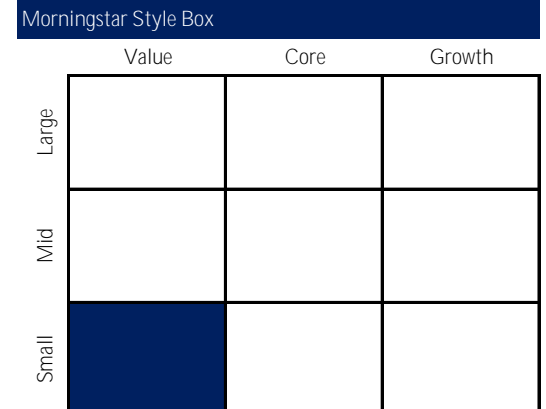 Morningstar Style Box
Value Core Growth
Large
Mid
Small